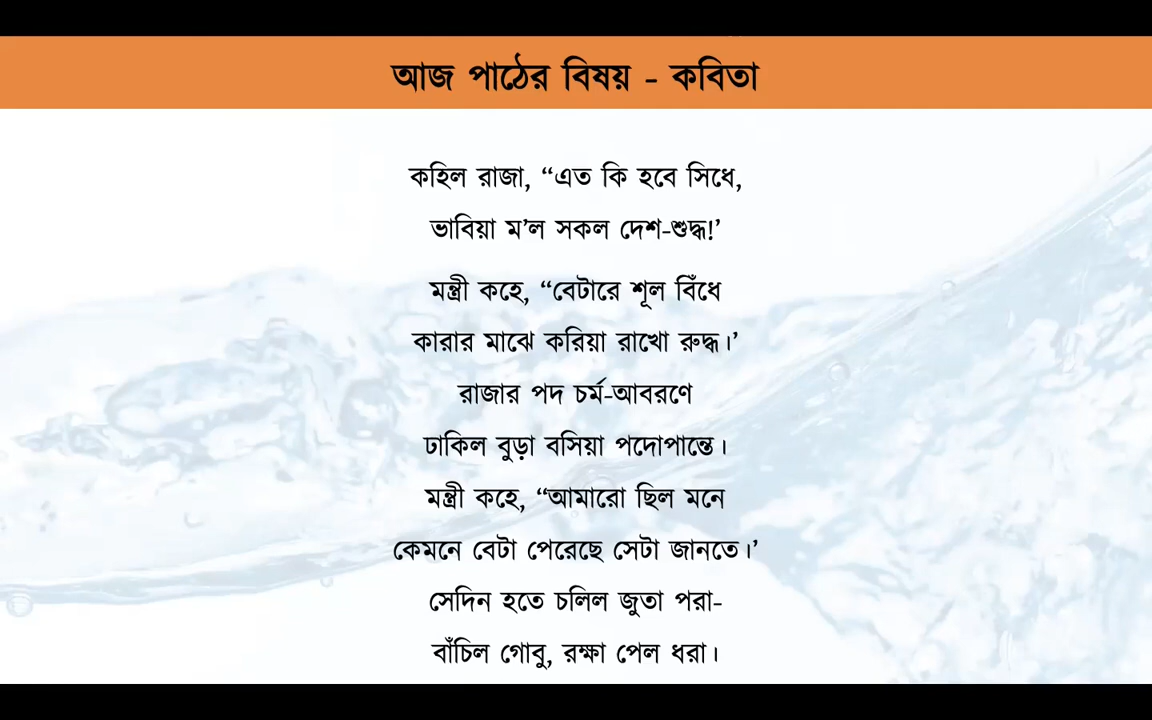 আজ পাঠের বিষয় - কবিতা
কহিল রাজা, “এত কি হবে সিধে,
ভাবিয়া ম’ল সকল দেশ-শুদ্ধ!’
মন্ত্রী কহে, “বেটারে শূল বিঁধে
কারার মাঝে করিয়া রাখো রুদ্ধ।’
রাজার পদ চর্ম-আবরণে
ঢাকিল বুড়া বসিয়া পদোপান্তে।
মন্ত্রী কহে, “আমারো ছিল মনে
কেমনে বেটা পেরেছে সেটা জানতে।’
সেদিন হতে চলিল জুতা পরা-
বাঁচিল গোবু, রক্ষা পেল ধরা।